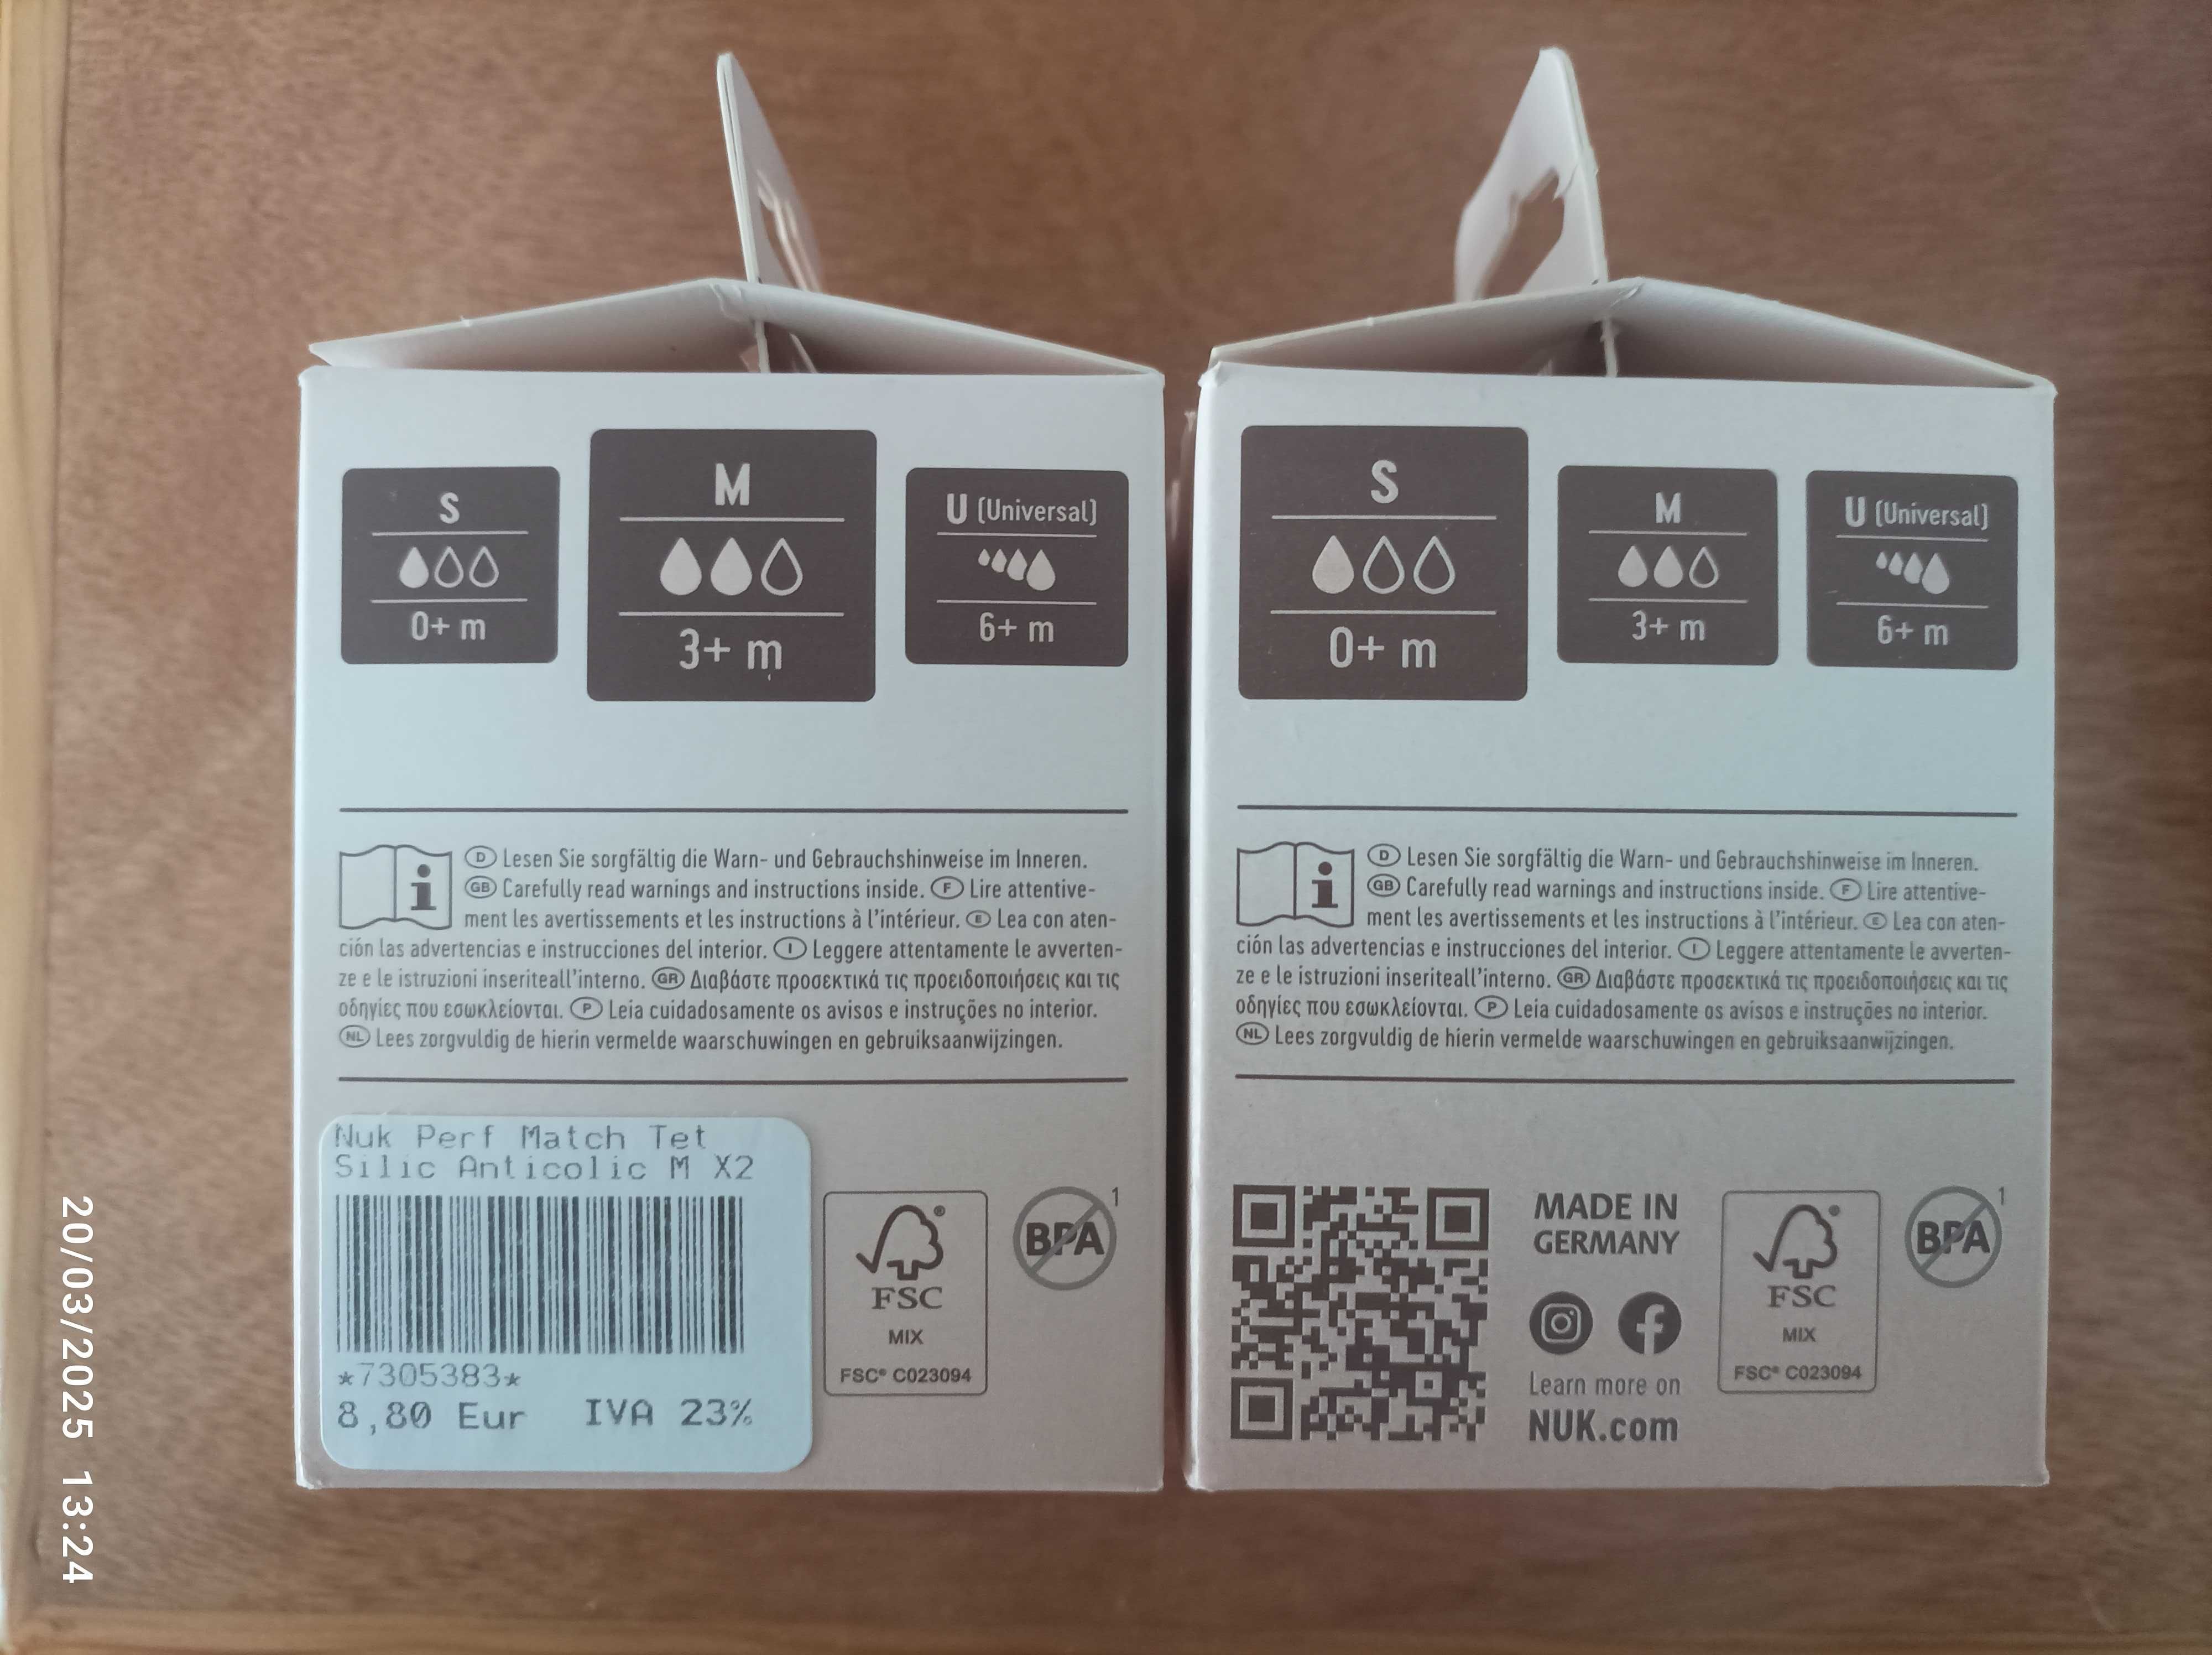 S
0+ m
M
3+ m
U (Universal)
6+ m
i
D Lesen Sie sorgfältig die Warn- und Gebrauchshinweise im Inneren.
GB Carefully read warnings and instructions inside. F Lire attentive-
ment les avertissements et les instructions à l'intérieur. E Lea con aten-
ción las advertencias e instrucciones del interior. I Leggere attentamente le avverten-
ze e le istruzioni inseriteall'interno. GR Διαβάστε προσεκτικά τις προειδοποιήσεις και τις
οδηγίες που εσωκλείονται. P Leia cuidadosamente os avisos e instruções no interior.
NL Lees zorgvuldig de hierin vermelde waarschuwingen en gebruiksaanwijzingen.
Nuk Perf Match Tet
Silic Anticolic M X2
*7305383*
8,80 Eur IVA 23%
®
FSC
MIX
FSC® C023094
BPA 1
S
0+ m
M
3+ m
U (Universal)
6+ m
i
D Lesen Sie sorgfältig die Warn- und Gebrauchshinweise im Inneren.
GB Carefully read warnings and instructions inside. F Lire attentive-
ment les avertissements et les instructions à l'intérieur. E Lea con aten-
ción las advertencias e instrucciones del interior. I Leggere attentamente le avverten-
ze e le istruzioni inseriteall'interno. GR Διαβάστε προσεκτικά τις προειδοποιήσεις και τις
οδηγίες που εσωκλείονται. P Leia cuidadosamente os avisos e instruções no interior.
NL Lees zorgvuldig de hierin vermelde waarschuwingen en gebruiksaanwijzingen.
MADE IN
GERMANY
Learn more on
NUK.com
®
FSC
MIX
FSC® C023094
BPA 1
20/03/2025 13:24